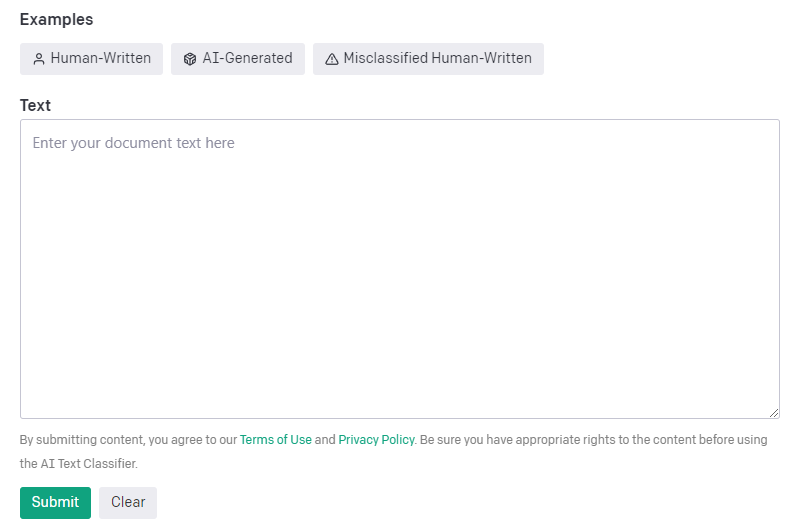 Examples
Human-Written AI-Generated Misclassified Human-Written
Text
Enter your document text here
By submitting content, you agree to our Terms of Use and Privacy Policy. Be sure you have appropriate rights to the content before using
the AI Text Classifier.
Submit Clear